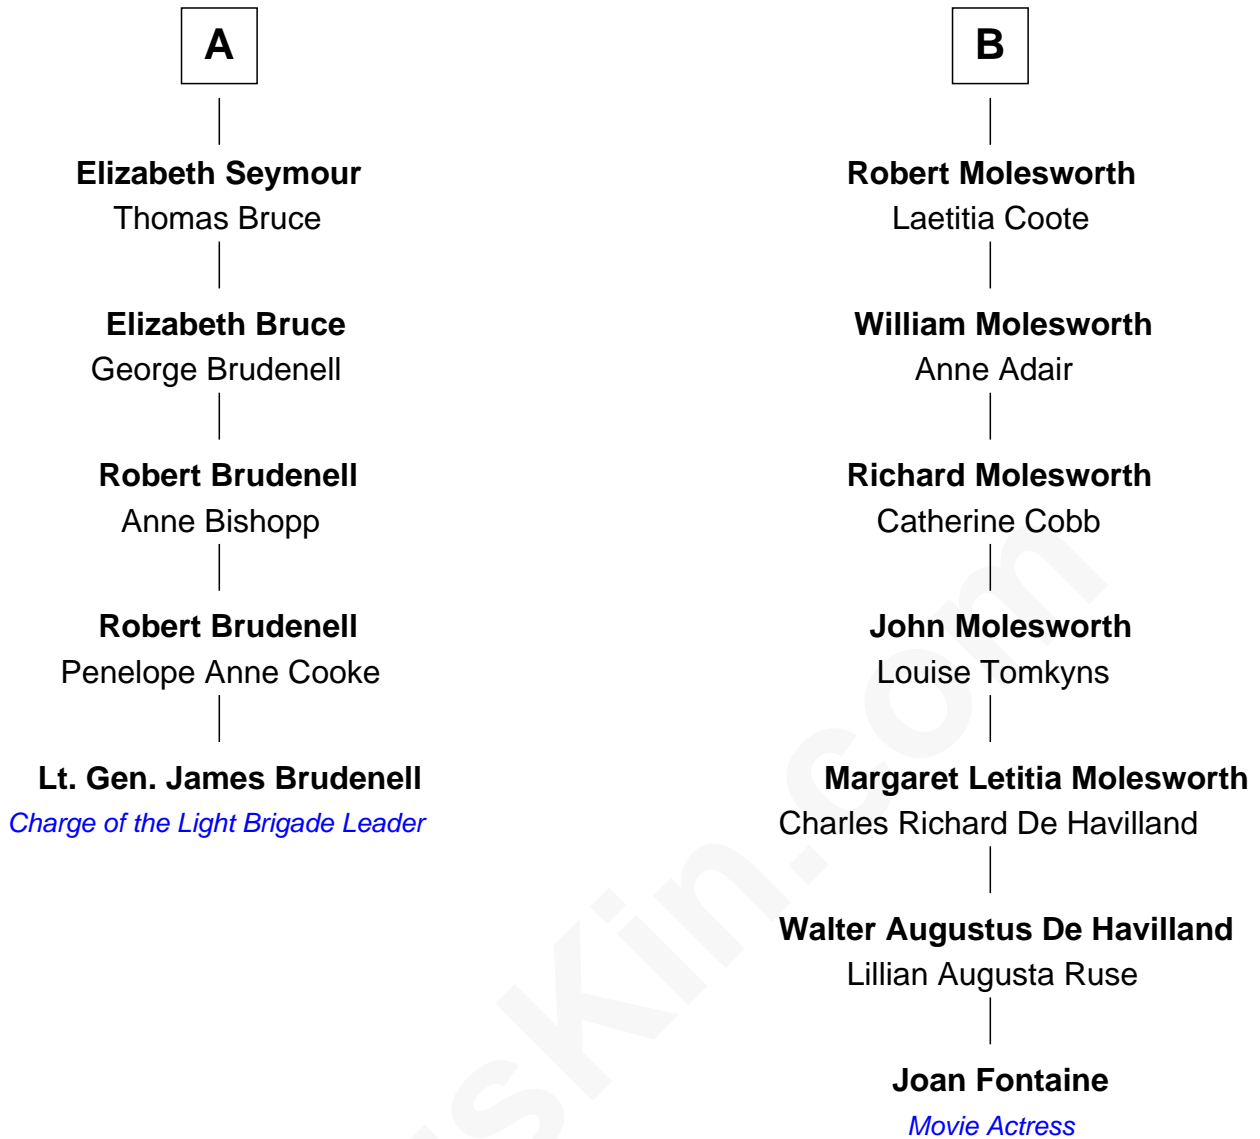 A
Elizabeth Seymour
Thomas Bruce
Elizabeth Bruce
George Brudenell
Robert Brudenell
Anne Bishopp
Robert Brudenell
Penelope Anne Cooke
Lt. Gen. James Brudenell
Charge of the Light Brigade Leader
B
Robert Molesworth
Laetitia Coote
William Molesworth
Anne Adair
Richard Molesworth
Catherine Cobb
John Molesworth
Louise Tomkyns
Margaret Letitia Molesworth
Charles Richard De Havilland
Walter Augustus De Havilland
Lillian Augusta Ruse
Joan Fontaine
Movie Actress
usKin.com